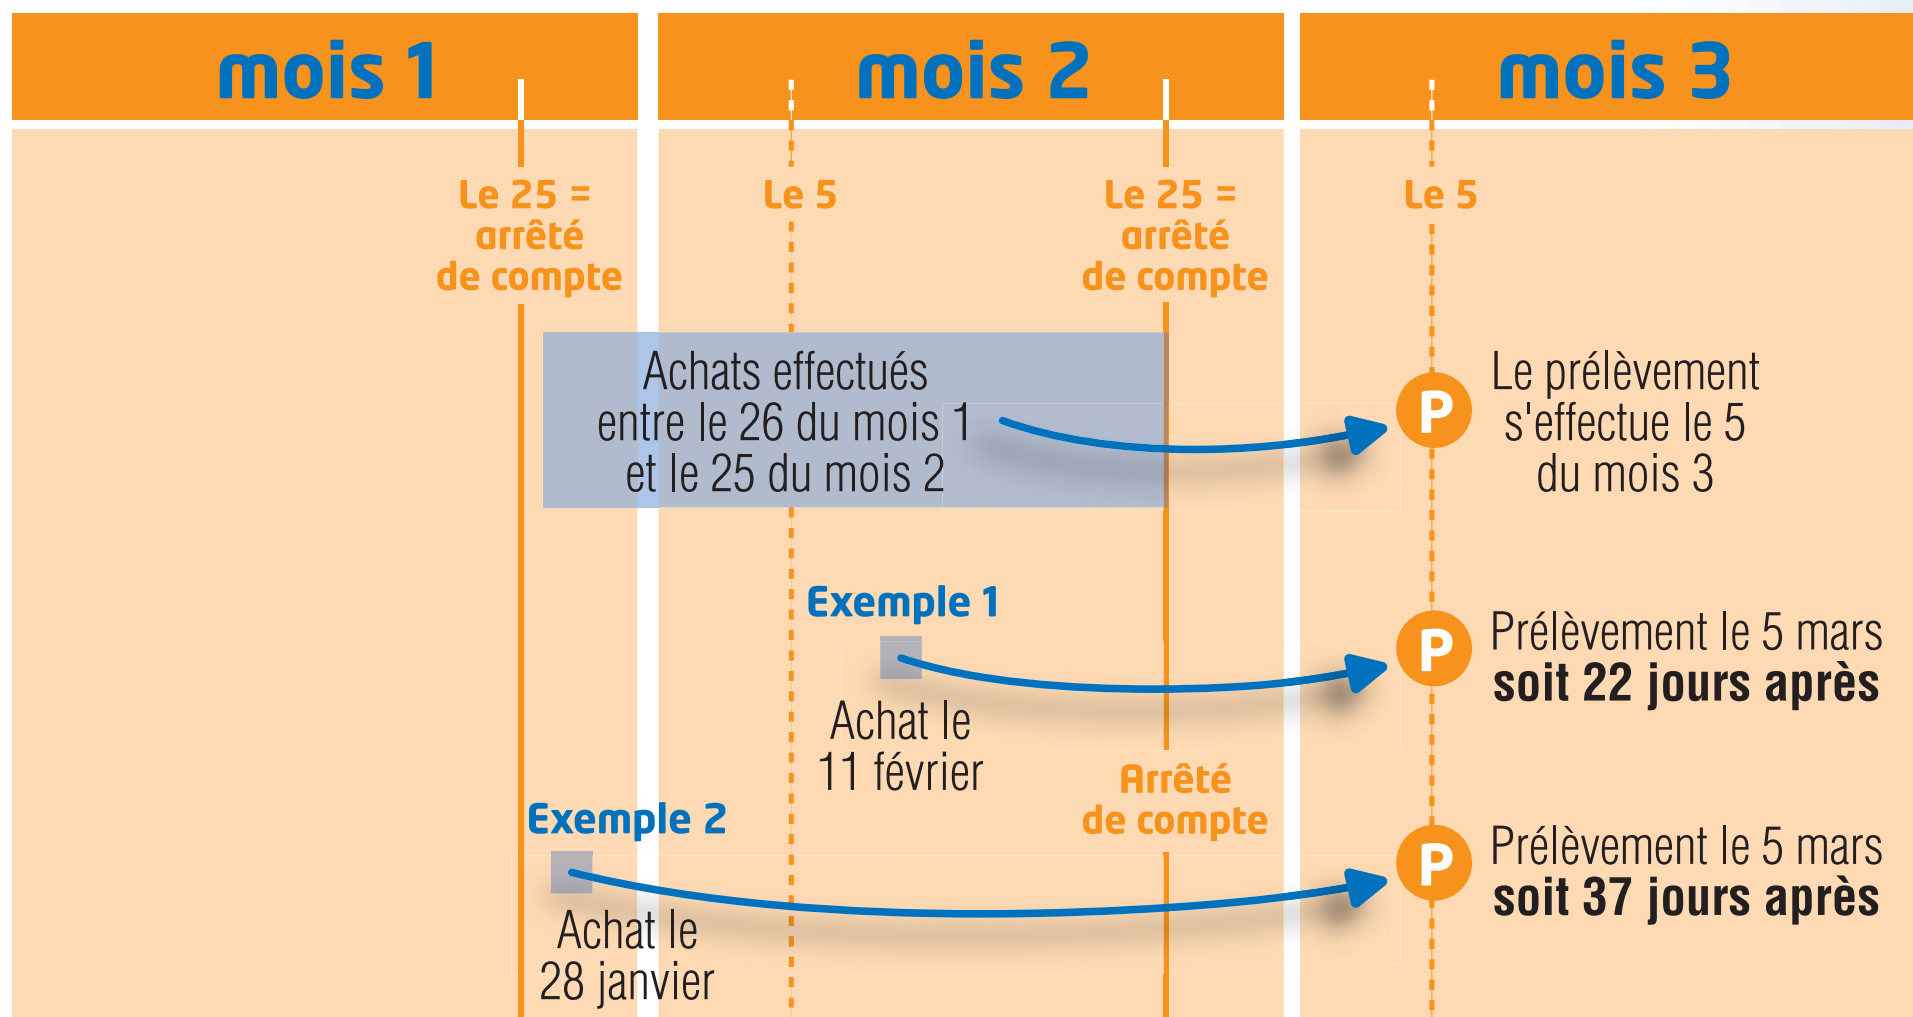 mois 1
mois 2
mois 3
Le 25 =
arrêté
de compte
Le 5
Le 25 =
arrêté
de compte
Le 5
Achats effectués
entre le 26 du mois 1
et le 25 du mois 2
P
Le prélèvement
s'effectue le 5
du mois 3
Exemple 1
Achat le
11 février
P
Prélèvement le 5 mars
soit 22 jours après
Arrêté
de compte
Exemple 2
Achat le
28 janvier
P
Prélèvement le 5 mars
soit 37 jours après